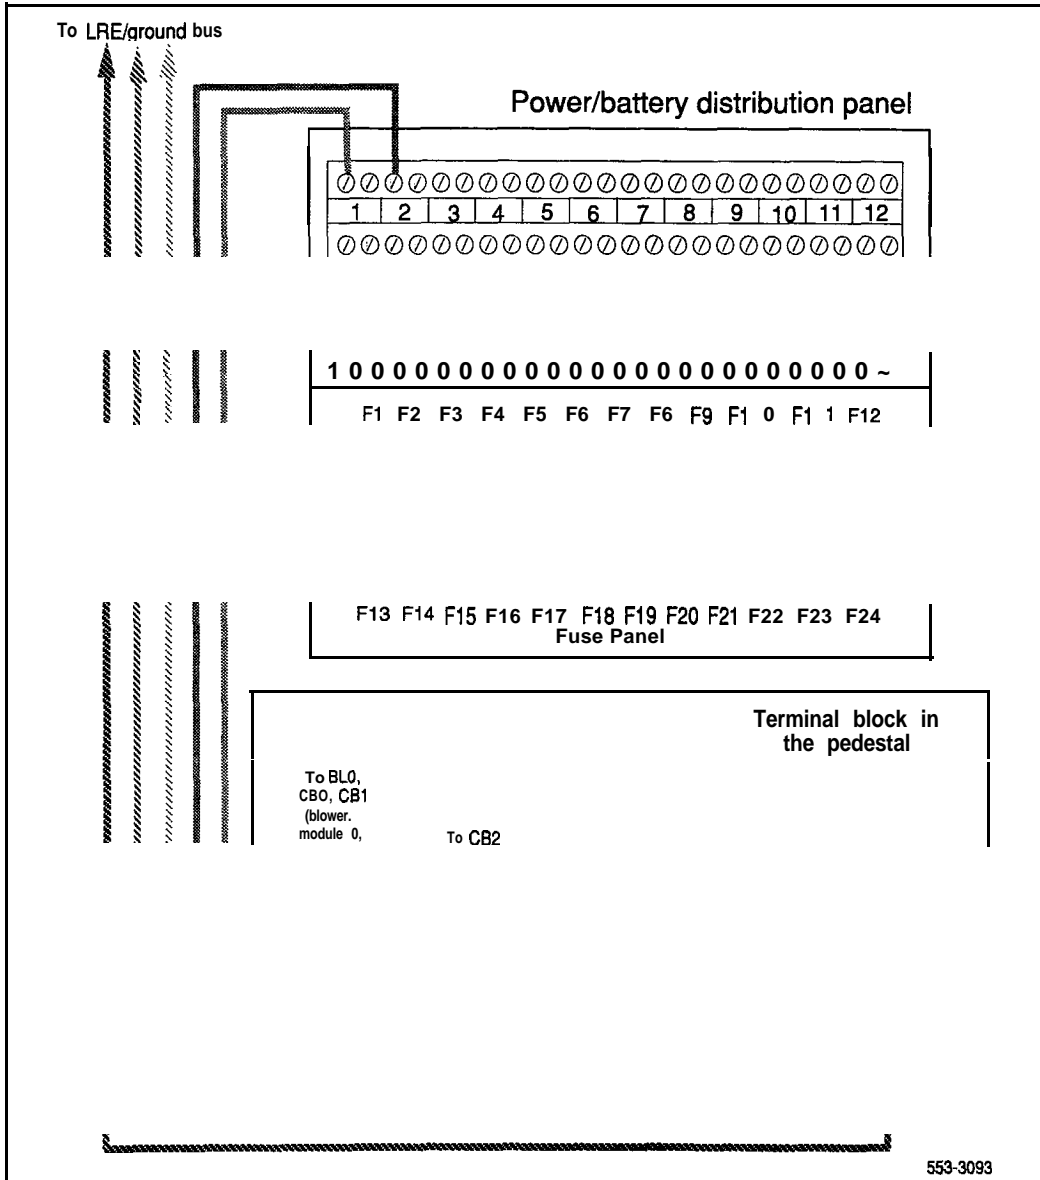 To LRE/ground bus
Power/battery distribution panel
1 2 3 4 5 6 7 8 9 10 11 12
1 0 0 0 0 0 0 0 0 0 0 0 0 0 0 0 0 0 0 0 0 0 0 0 0 ~
F1 F2 F3 F4 F5 F6 F7 F6 F9 F1 0 F1 1 F12
F13 F14 F15 F16 F17 F18 F19 F20 F21 F22 F23 F24
Fuse Panel
Terminal block in
the pedestal
To BL0,
CBO, CB1
(blower.
module 0,
To CB2
553-3093